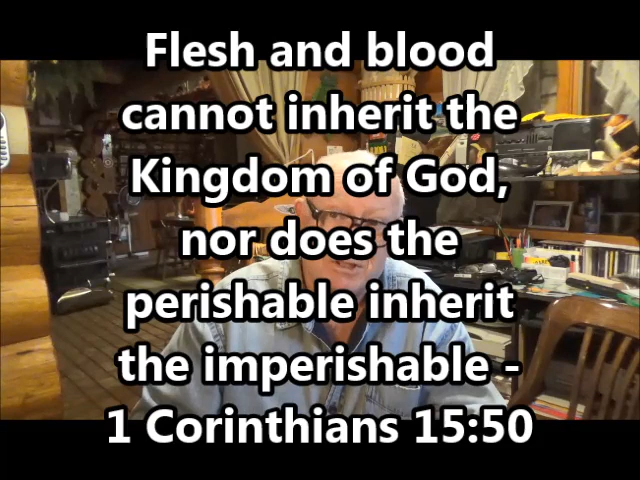 Flesh and blood
cannot inherit the
Kingdom of God,
nor does the
perishable inherit
the imperishable -
1 Corinthians 15:50